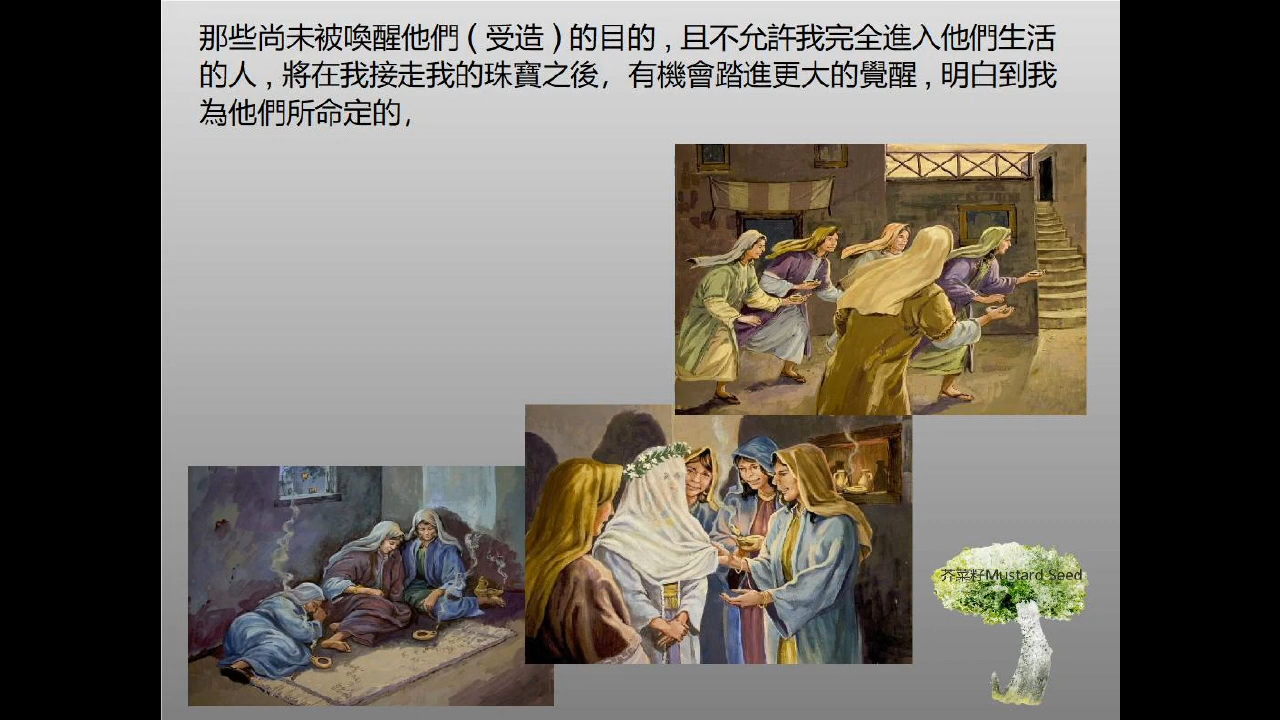 那些尚未被喚醒他們 ( 受造 ) 的目的 , 且不允許我完全進入他們生活
的人 , 將在我接走我的珠寶之後,  有機會踏進更大的覺醒 , 明白到我
為他們所命定的 ,
芥菜籽Mustard Seed